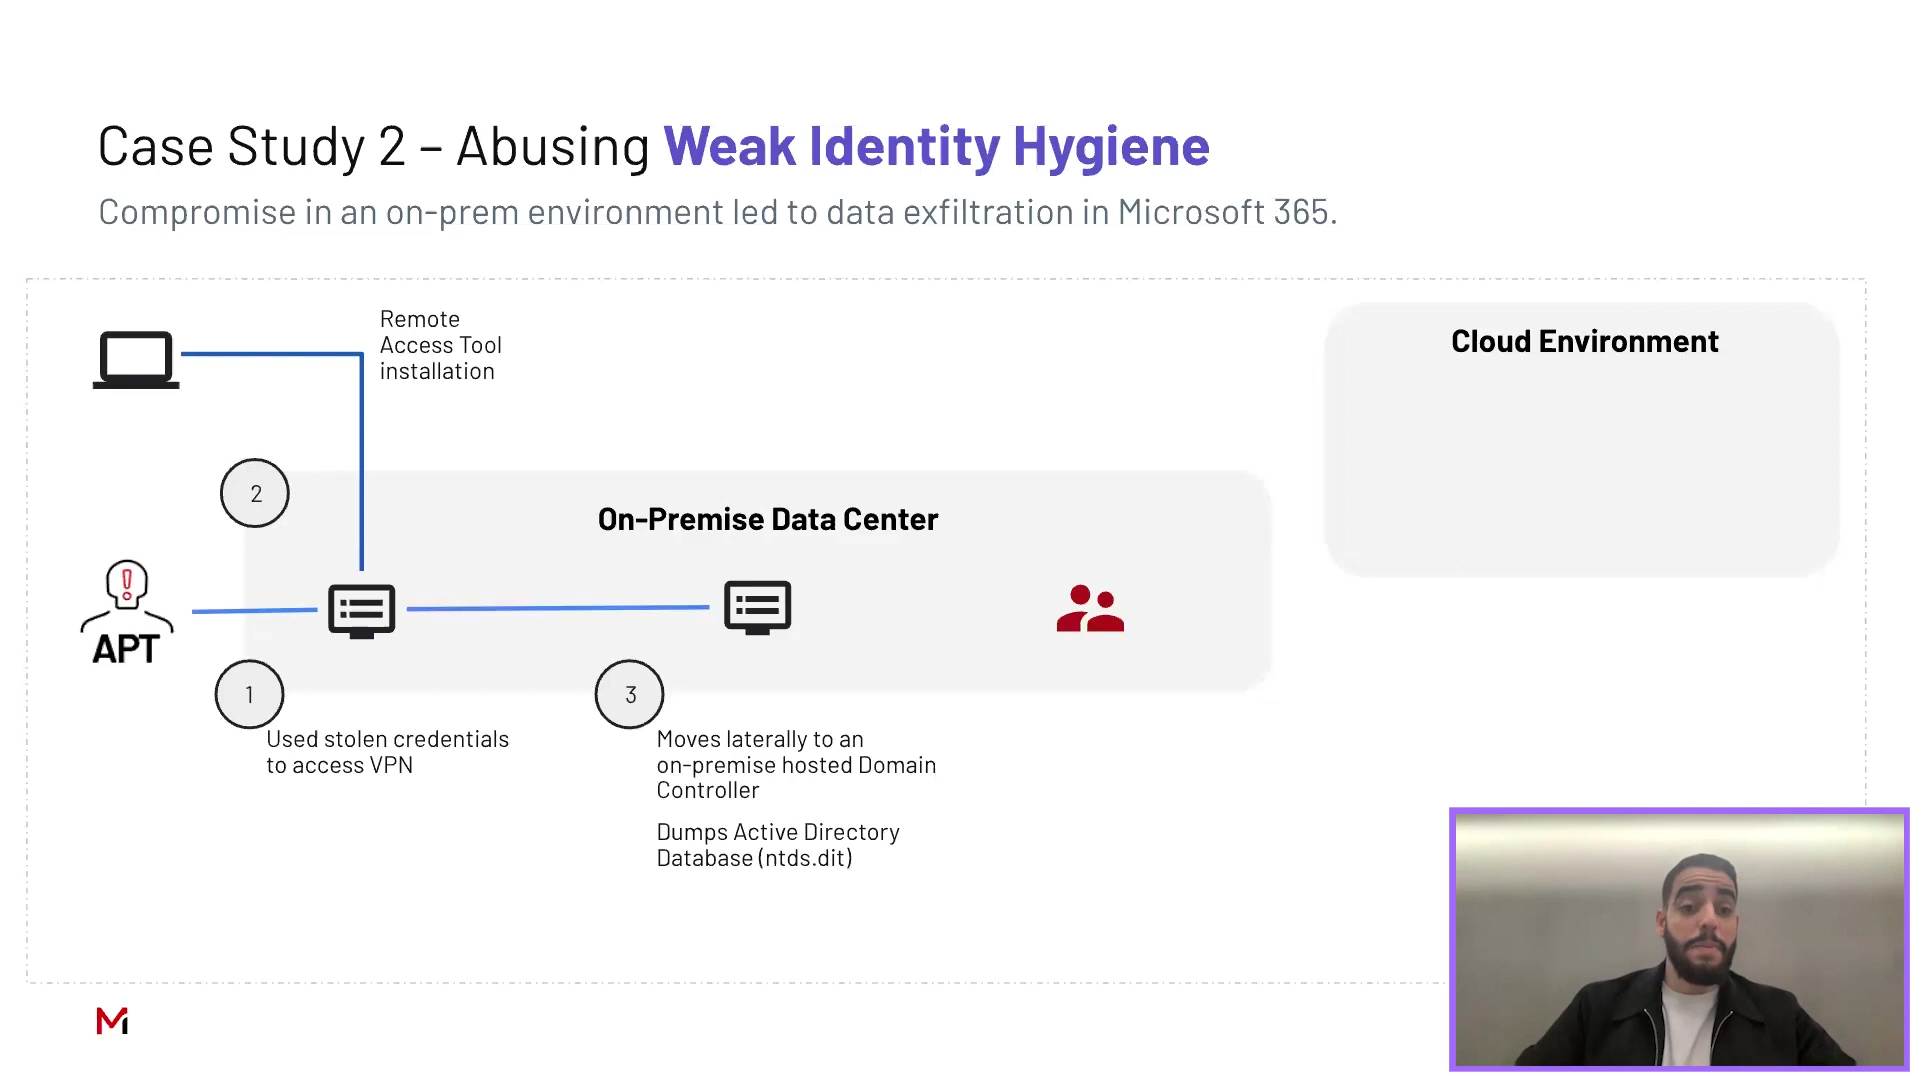 Case Study 2 – Abusing Weak Identity Hygiene
Compromise in an on-prem environment led to data exfiltration in Microsoft 365.
Remote
Access Tool
installation
Cloud Environment
2
On-Premise Data Center
APT
1
Used stolen credentials
to access VPN
3
Moves laterally to an
on-premise hosted Domain
Controller
Dumps Active Directory
Database (ntds.dit)